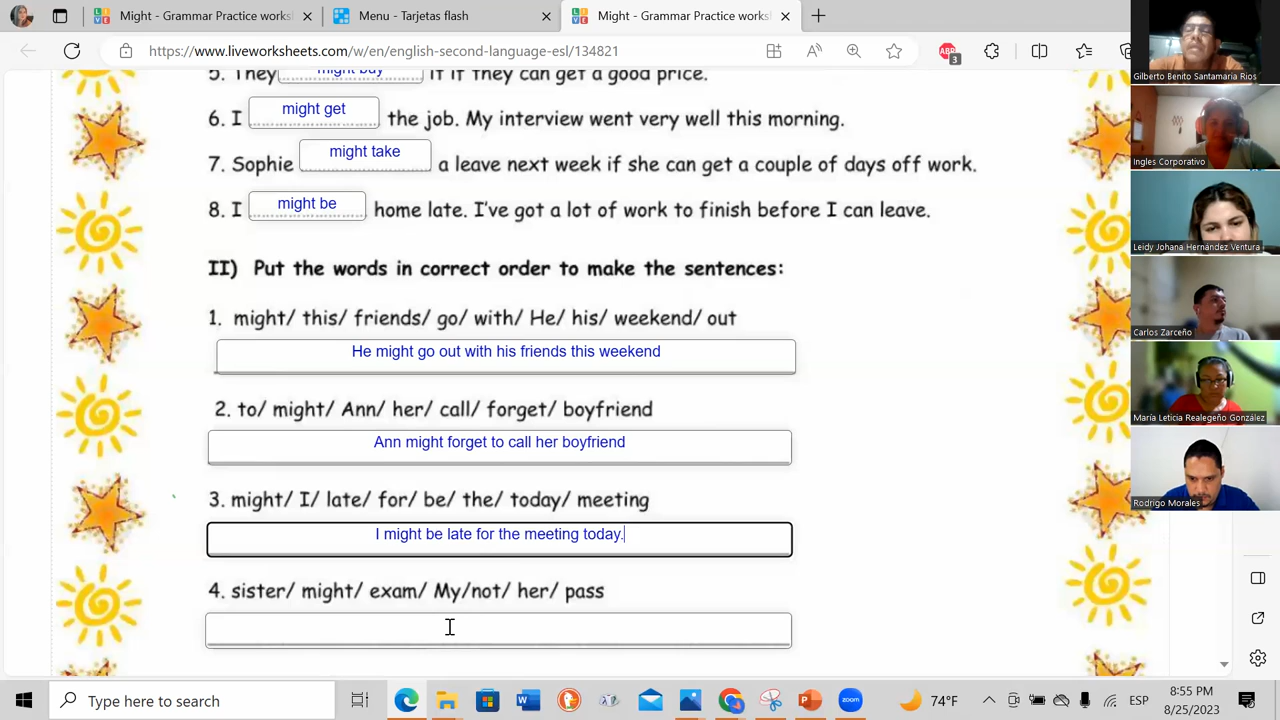 Might - Grammar Practice works
Menu - Tarjetas flash
Might - Grammar Practice works
https://www.liveworksheets.com/w/en/english-second-language-esl/134821
5. They might buy it if they can get a good price.
6. I might get the job. My interview went very well this morning.
7. Sophie might take a leave next week if she can get a couple of days off work.
8. I might be home late. I've got a lot of work to finish before I can leave.
II) Put the words in correct order to make the sentences:
1. might/ this/ friends/ go/ with/ He/ his/ weekend/ out
He might go out with his friends this weekend
2. to/ might/ Ann/ her/ call/ forget/ boyfriend
Ann might forget to call her boyfriend
3. might/ I/ late/ for/ be/ the/ today/ meeting
I might be late for the meeting today.
4. sister/ might/ exam/ My/not/ her/ pass
Gilberto Benito Santamaria Rios
Ingles Corporativo
Leidy Johana Hernández Ventura
Carlos Zarceño
María Leticia Realegeño González
Rodrigo Morales
Type here to search
74°F
ESP
8:55 PM
8/25/2023